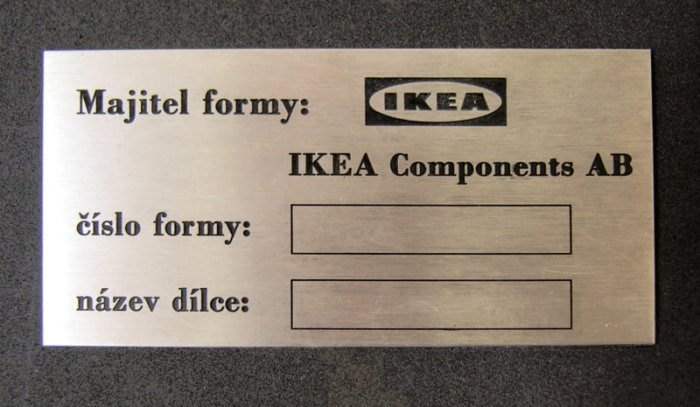 Majitel formy: IKEA
IKEA Components AB
číslo formy:
název dílce: